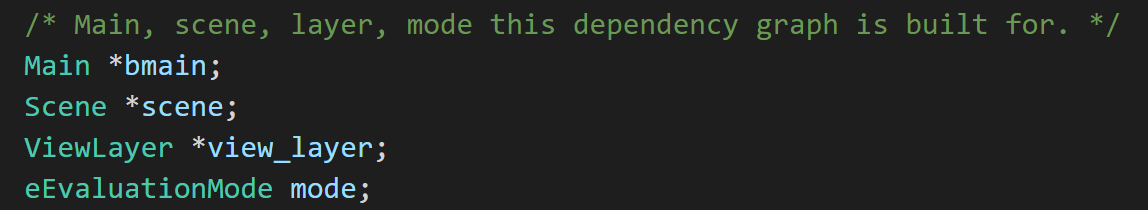 /* Main, scene, layer, mode this dependency graph is built for. */
Main *bmain;
Scene *scene;
ViewLayer *view_layer;
eEvaluationMode mode;